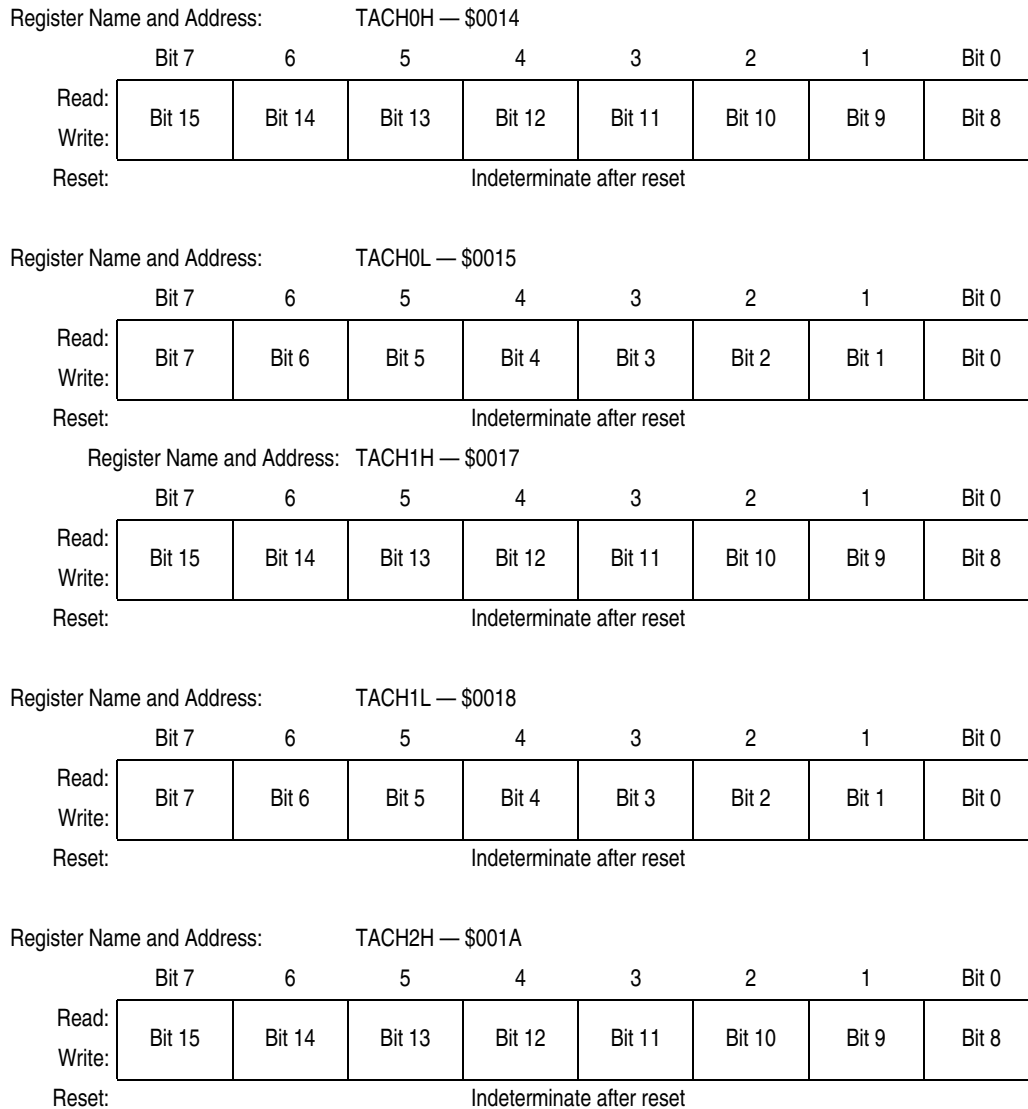 Register Name and Address: TACH0H — $0014
Bit 7 6 5 4 3 2 1 Bit 0
Read:
Bit 15 Bit 14 Bit 13 Bit 12 Bit 11 Bit 10 Bit 9 Bit 8
Write:
Reset: Indeterminate after reset
Register Name and Address: TACH0L — $0015
Bit 7 6 5 4 3 2 1 Bit 0
Read:
Bit 7 Bit 6 Bit 5 Bit 4 Bit 3 Bit 2 Bit 1 Bit 0
Write:
Reset: Indeterminate after reset
Register Name and Address: TACH1H — $0017
Bit 7 6 5 4 3 2 1 Bit 0
Read:
Bit 15 Bit 14 Bit 13 Bit 12 Bit 11 Bit 10 Bit 9 Bit 8
Write:
Reset: Indeterminate after reset
Register Name and Address: TACH1L — $0018
Bit 7 6 5 4 3 2 1 Bit 0
Read:
Bit 7 Bit 6 Bit 5 Bit 4 Bit 3 Bit 2 Bit 1 Bit 0
Write:
Reset: Indeterminate after reset
Register Name and Address: TACH2H — $001A
Bit 7 6 5 4 3 2 1 Bit 0
Read:
Bit 15 Bit 14 Bit 13 Bit 12 Bit 11 Bit 10 Bit 9 Bit 8
Write:
Reset: Indeterminate after reset